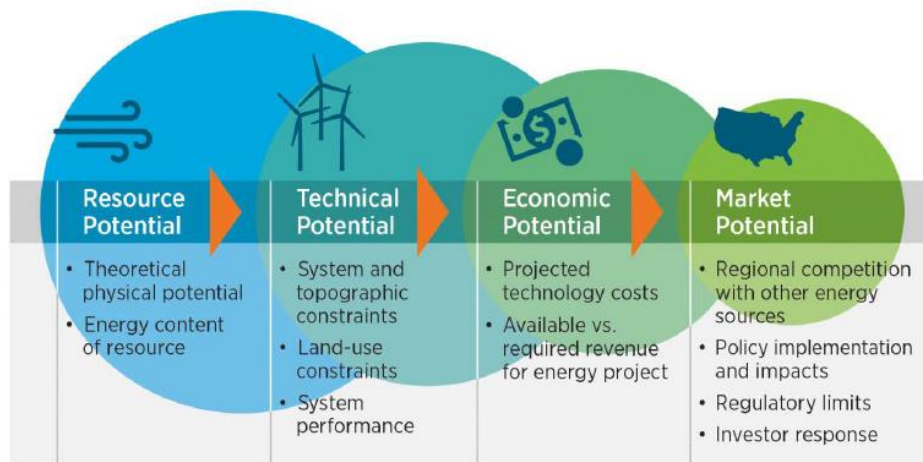 Resource
Potential
• Theoretical
physical potential
• Energy content
of resource
Technical
Potential
• System and
topographic
constraints
• Land-use
constraints
• System
performance
$
Economic
Potential
• Projected
technology costs
• Available vs.
required revenue
for energy project
Market
Potential
• Regional competition
with other energy
sources
• Policy implementation
and impacts
• Regulatory limits
• Investor response